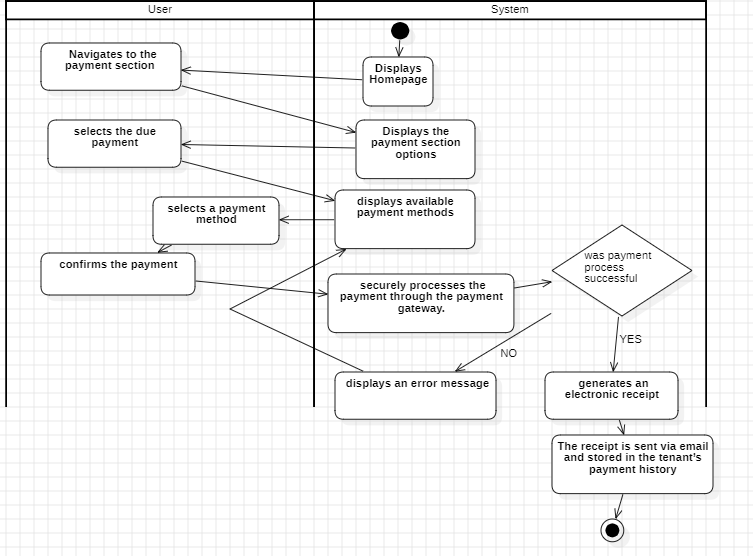 User
System
Navigates to the
payment section
Displays
Homepage
selects the due
payment
Displays the
payment section
options
selects a payment
method
displays available
payment methods
confirms the payment
securely processes the
payment through the payment
gateway.
was payment
process
successful
NO
YES
displays an error message
generates an
electronic receipt
The receipt is sent via email
and stored in the tenant's
payment history